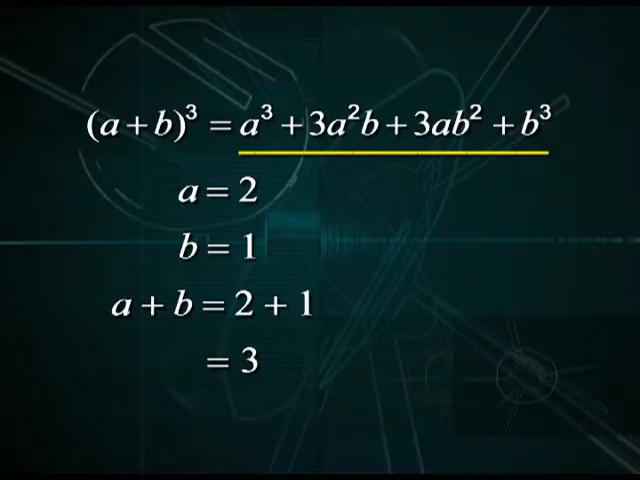 (a+b)³ = a³ + 3a²b + 3ab² + b³
a = 2
b = 1
a + b = 2 + 1
= 3